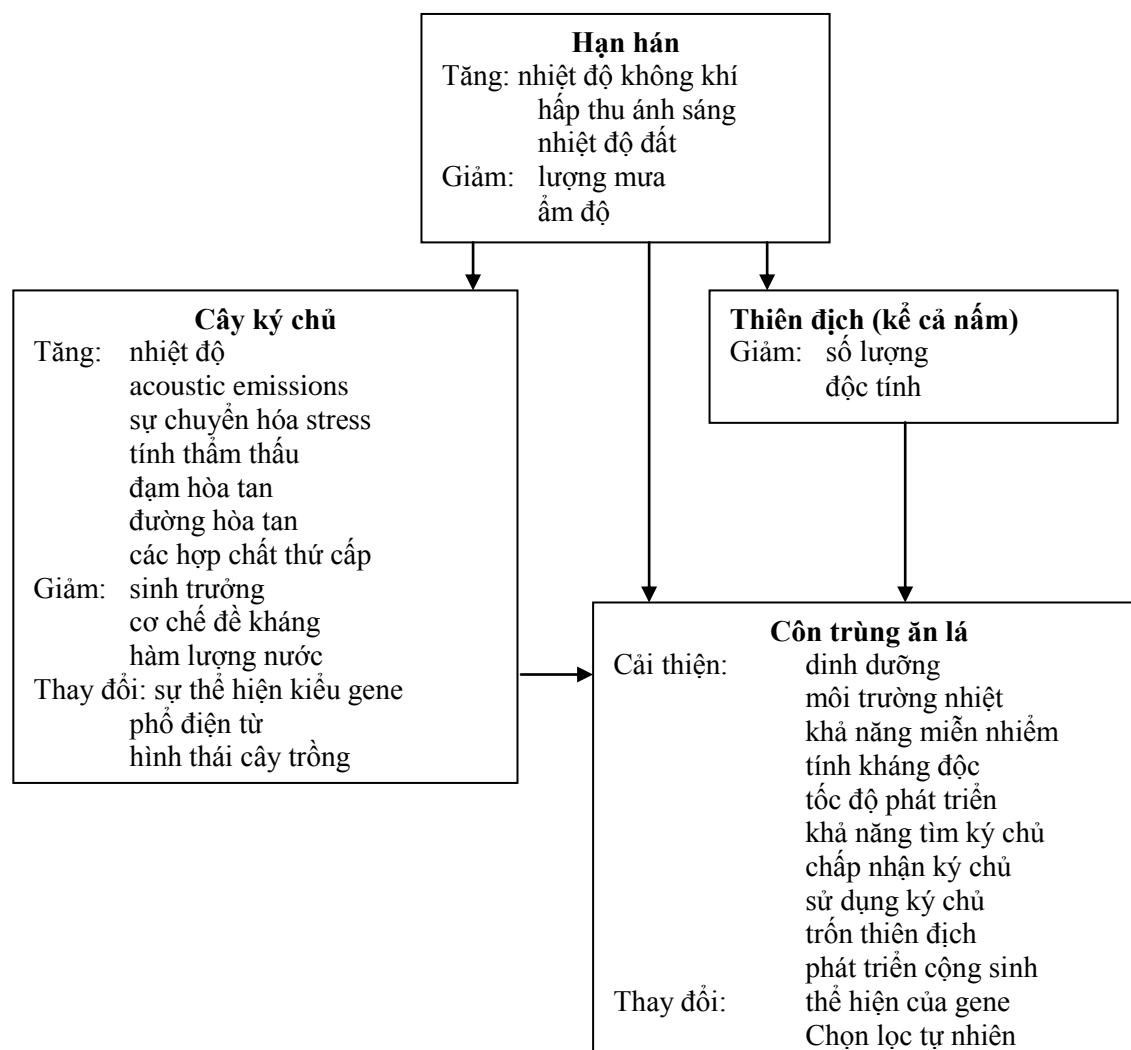 Hạn hán
Tăng: nhiệt độ không khí
hấp thu ánh sáng
nhiệt độ đất
Giảm: lượng mưa
ẩm độ
Cây ký chủ
Tăng: nhiệt độ
acoustic emissions
sự chuyển hóa stress
tính thẩm thấu
đạm hòa tan
đường hòa tan
các hợp chất thứ cấp
Giảm: sinh trưởng
cơ chế đề kháng
hàm lượng nước
Thay đổi: sự thể hiện kiểu gene
phổ điện từ
hình thái cây trồng
Thiên địch (kể cả nấm)
Giảm: số lượng
độc tính
Côn trùng ăn lá
Cải thiện: dinh dưỡng
môi trường nhiệt
khả năng miễn nhiểm
tính kháng độc
tốc độ phát triển
khả năng tìm ký chủ
chấp nhận ký chủ
sử dụng ký chủ
trốn thiên địch
phát triển cộng sinh
Thay đổi: thể hiện của gene
Chọn lọc tự nhiên